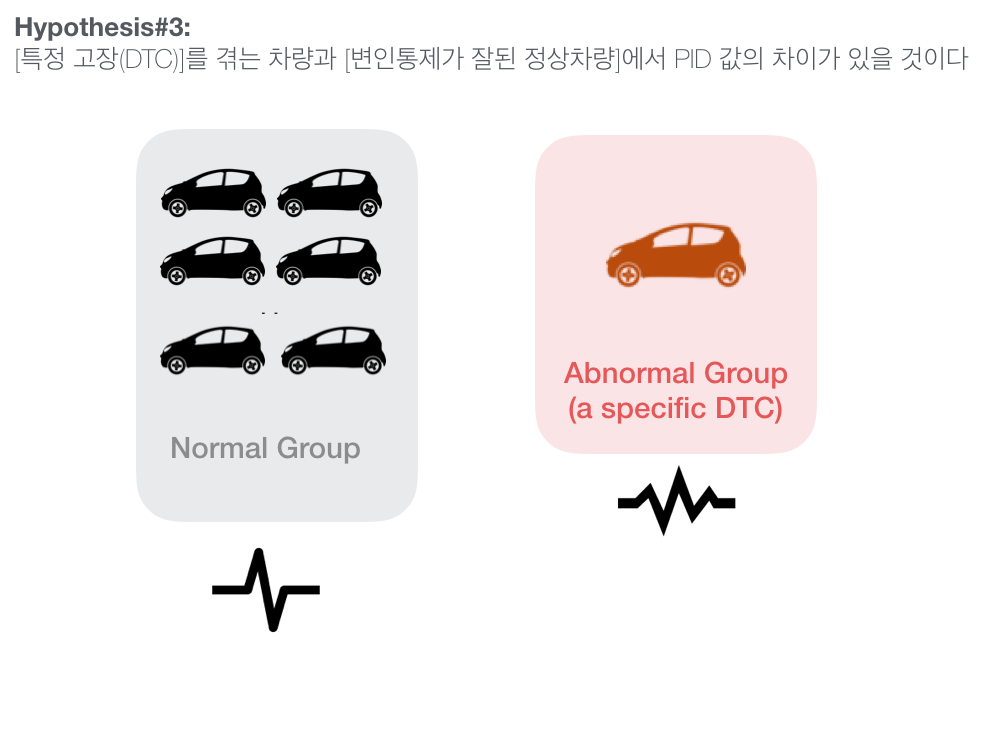 Hypothesis#3:
[특정 고장(DTC)]를 겪는 차량과 [변인통제가 잘된 정상차량]에서 PID 값의 차이가 있을 것이다
. .
Normal Group
Abnormal Group
(a specific DTC)